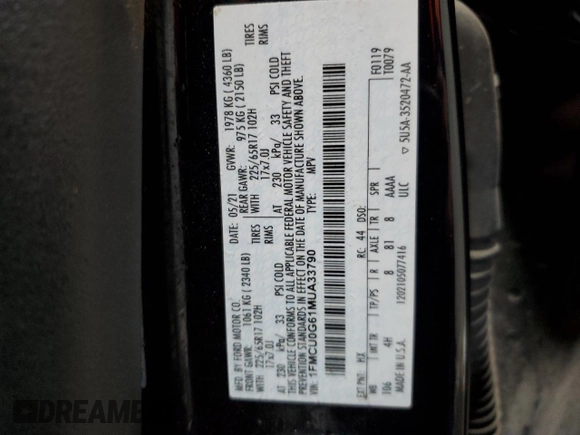 MFD. BY FORD MOTOR CO.
DATE: 05/21 GVWR: 1978 KG ( 4360 LB)
FRONT GAWR: 1061 KG ( 2340 LB) REAR GAWR: 975 KG ( 2150 LB)
WITH 225/65R17 102H TIRES WITH 225/65R17 102H TIRES
17x7.0J RIMS 17x7.0J RIMS
AT 230 kPa/ 33 PSI COLD AT 230 kPa/ 33 PSI COLD
THIS VEHICLE CONFORMS TO ALL APPLICABLE FEDERAL MOTOR VEHICLE SAFETY AND THEFT
PREVENTION STANDARDS IN EFFECT ON THE DATE OF MANUFACTURE SHOWN ABOVE.
VIN: 1FMCU0G61MUA33790 TYPE: MPV
F0119
T0079
EXT PNT: HX RC: 44 DSO:
WB INT TR TP/PS R AXLE TR SPR
106 4H 8 81 8 AAAA
MADE IN U.S.A. ULC
1202105077416 5U5A-3520472-AA
DREAME